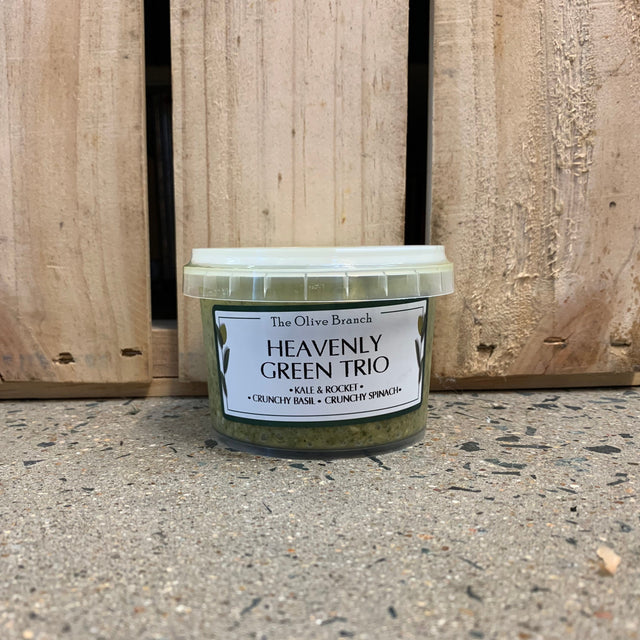 The Olive Branch
HEAVENLY
GREEN TRIO
• KALE & ROCKET •
• CRUNCHY BASIL • CRUNCHY SPINACH •